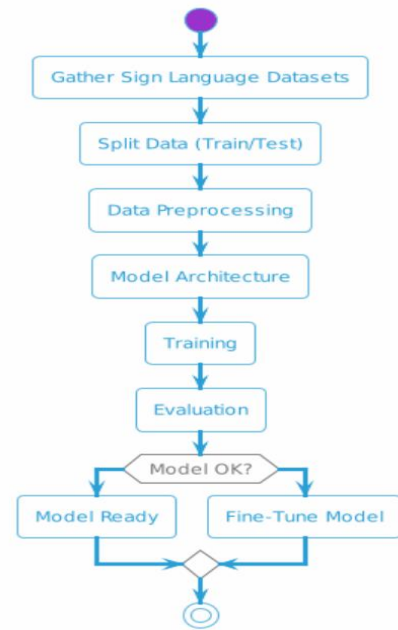 Gather Sign Language Datasets
Split Data (Train/Test)
Data Preprocessing
Model Architecture
Training
Evaluation
Model OK?
Model Ready
Fine-Tune Model